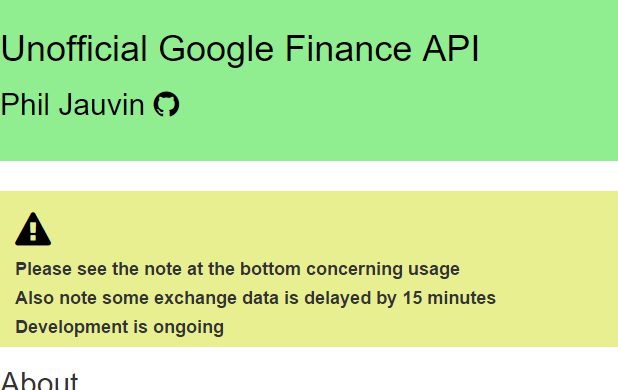 Unofficial Google Finance API
Phil Jauvin
Please see the note at the bottom concerning usage
Also note some exchange data is delayed by 15 minutes
Development is ongoing
About